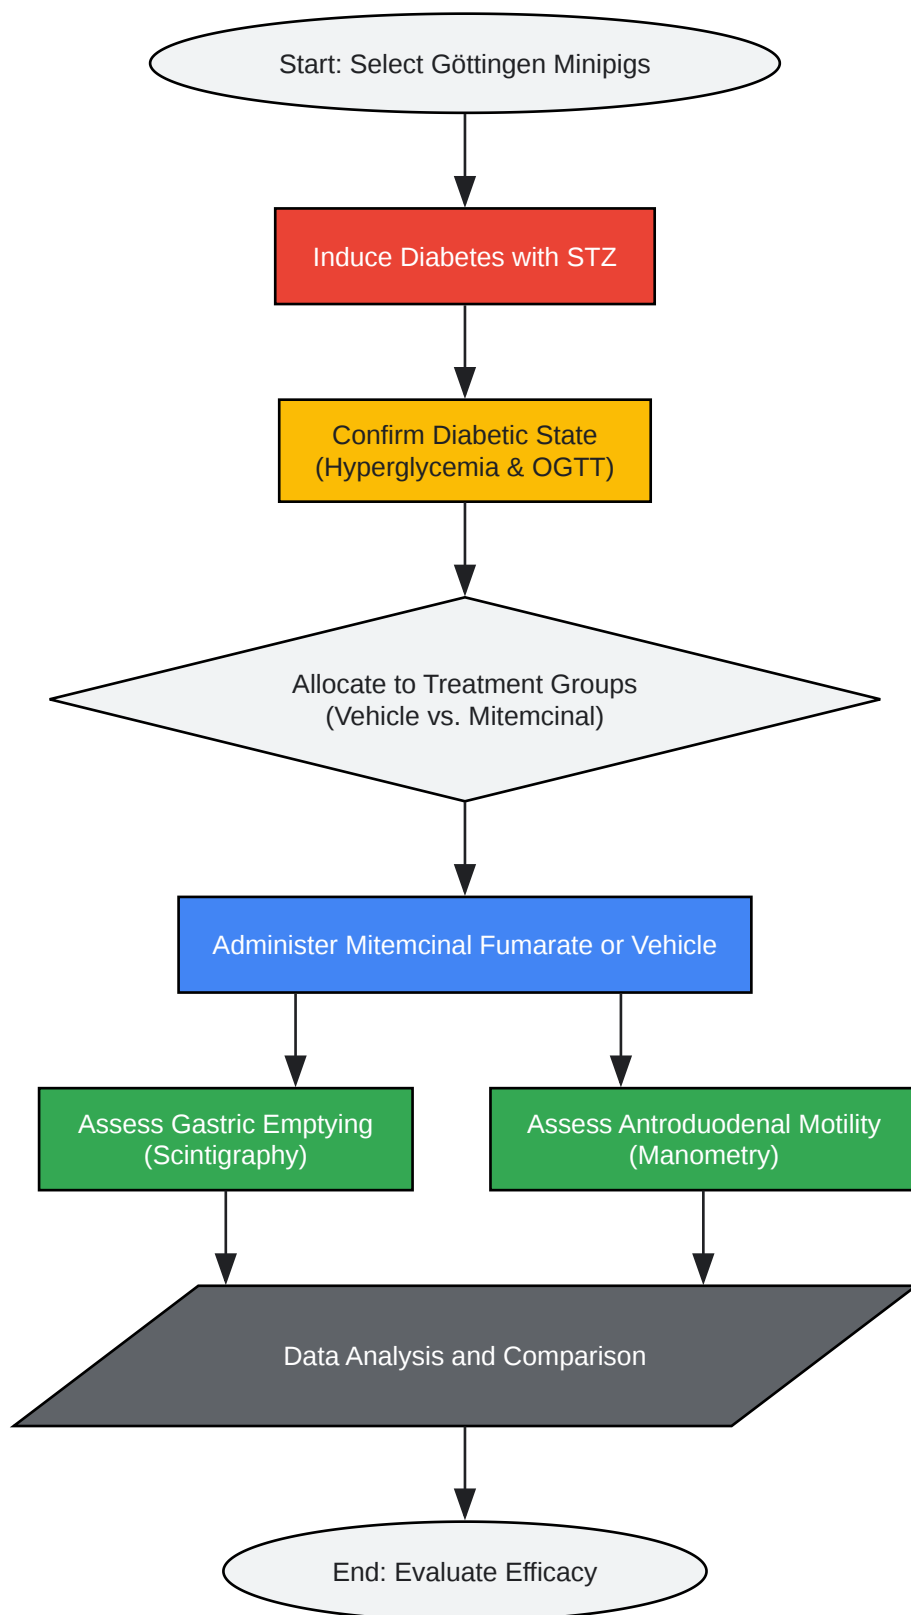 Start: Select Göttingen Minipigs
Induce Diabetes with STZ
Confirm Diabetic State
(Hyperglycemia & OGTT)
Allocate to Treatment Groups
(Vehicle vs. Mitemcinal)
Administer Mitemcinal Fumarate or Vehicle
Assess Gastric Emptying
(Scintigraphy)
Assess Antroduodenal Motility
(Manometry)
Data Analysis and Comparison
End: Evaluate Efficacy